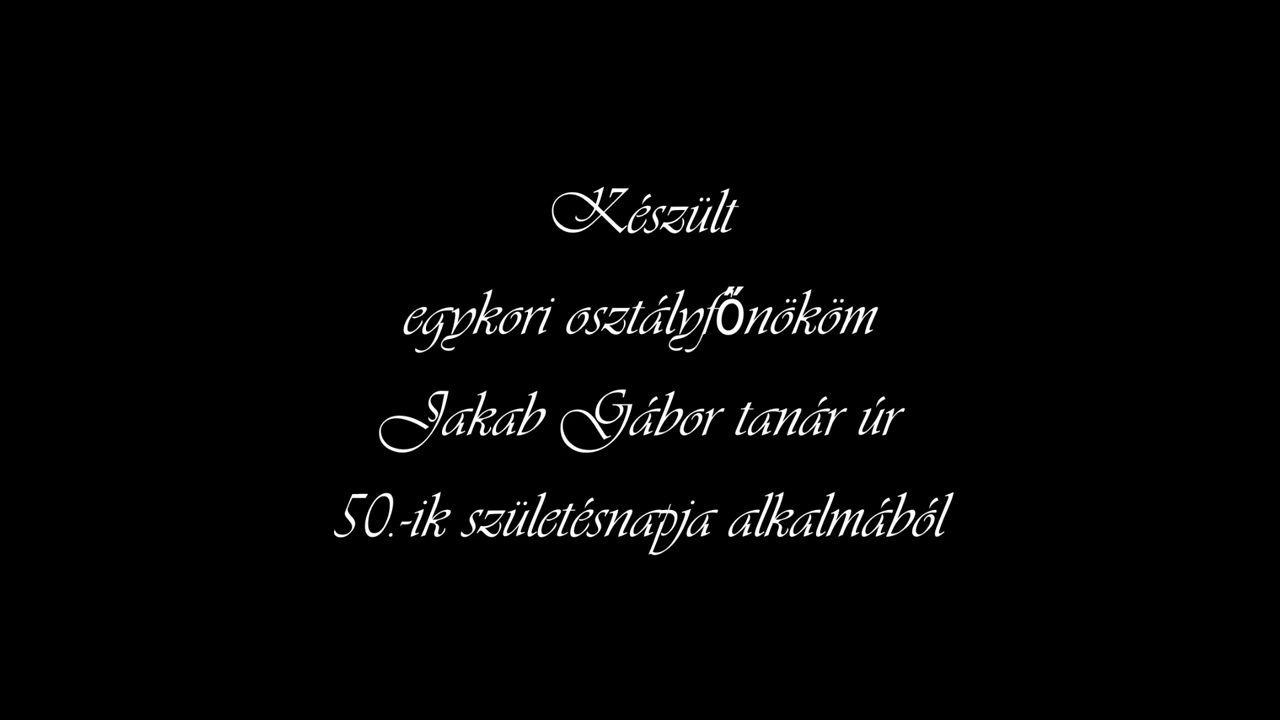 Készült
egykori osztályfőnököm
Jakab Gábor tanár úr
50.-ik születésnapja alkalmából